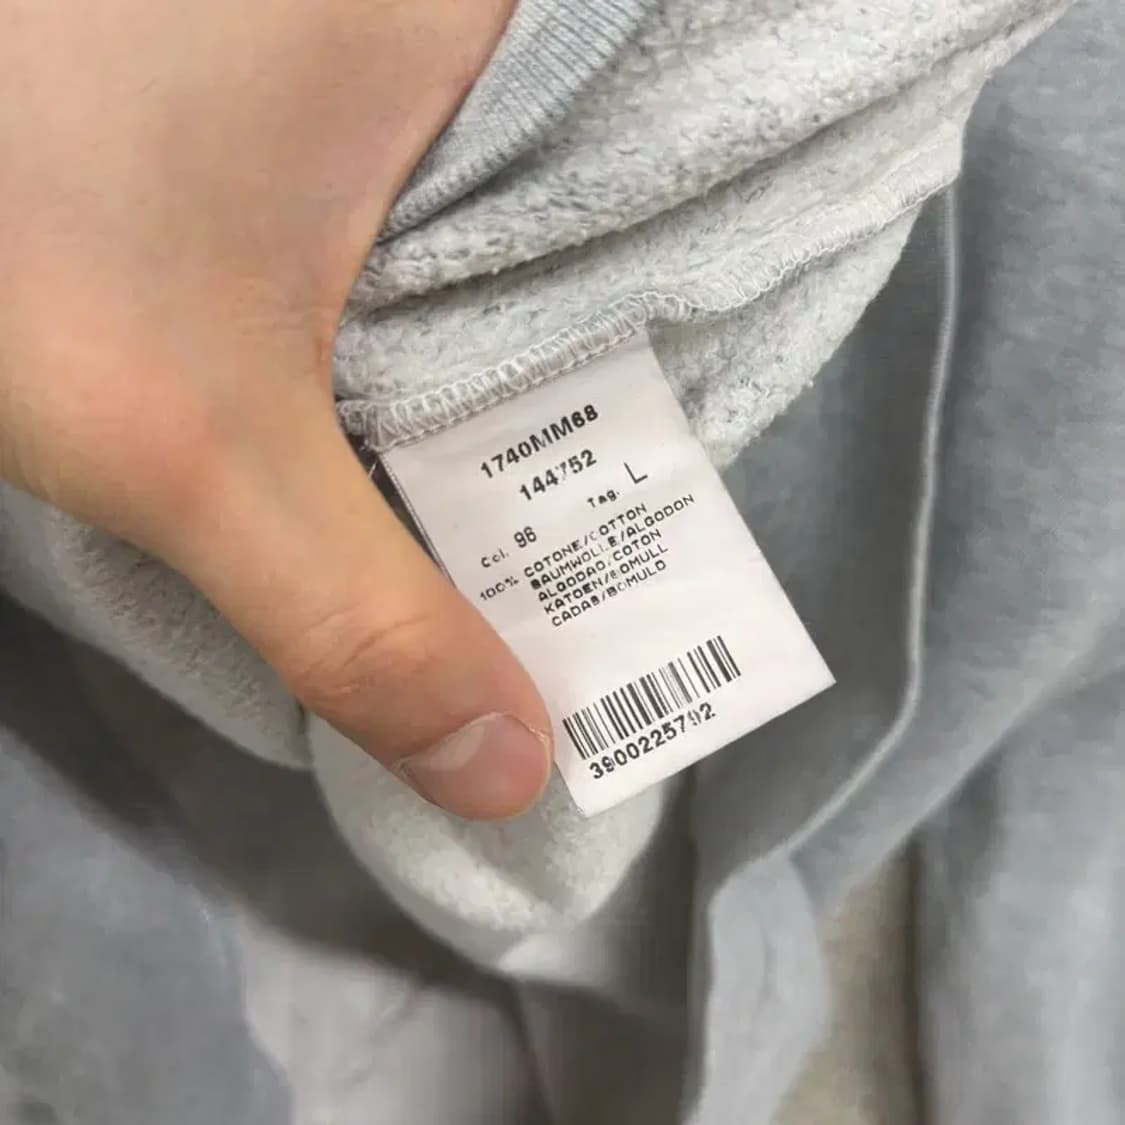 1740MM68
144752
Tag. L
Col. 96
100% COTONE/COTTON
BAUMWOLLE/ALGODON
ALGODAO/COTON
KATOEN/BOMULL
CADAS/BOMULD
3900225792